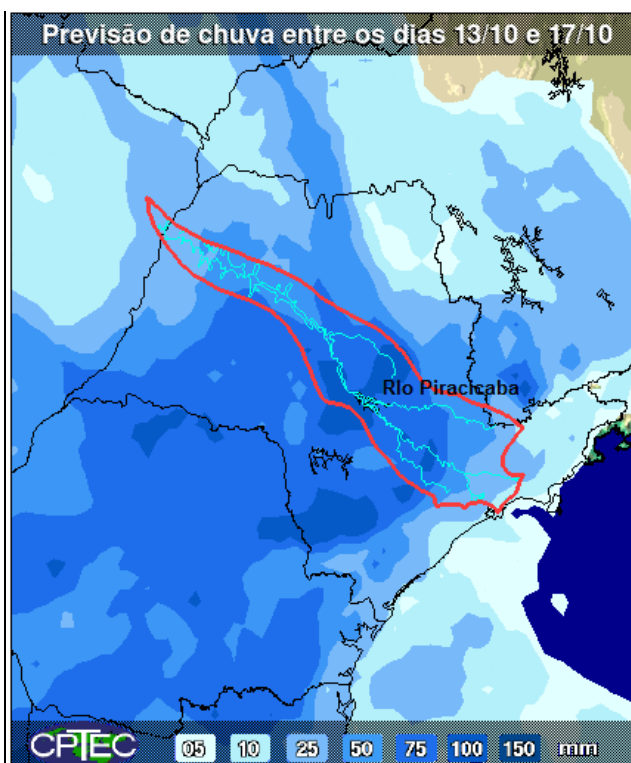 Previsão de chuva entre os dias 13/10 e 17/10
RIo Piracicaba
CPTEC 05 10 25 50 75 100 150 mm